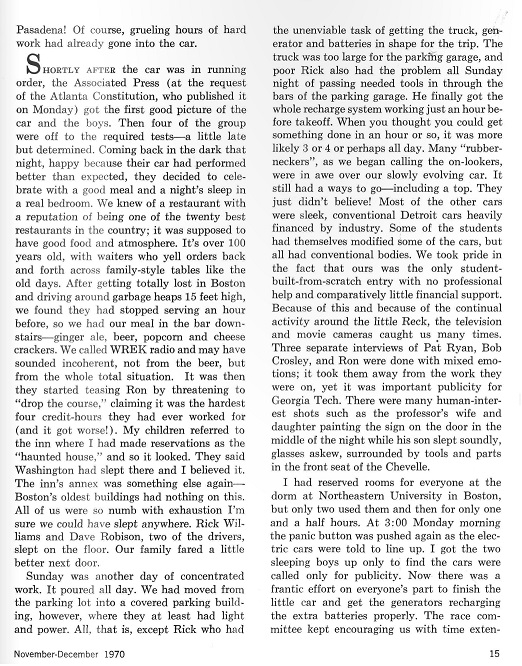 Pasadena! Of course, grueling hours of hard
work had already gone into the car.
SHORTLY AFTER the car was in running
order, the Associated Press (at the request
of the Atlanta Constitution, who published it
on Monday) got the first good picture of the
car and the boys. Then four of the group
were off to the required tests—a little late
but determined. Coming back in the dark that
night, happy because their car had performed
better than expected, they decided to cele-
brate with a good meal and a night's sleep in
a real bedroom. We knew of a restaurant with
a reputation of being one of the twenty best
restaurants in the country; it was supposed to
have good food and atmosphere. It's over 100
years old, with waiters who yell orders back
and forth across family-style tables like the
old days. After getting totally lost in Boston
and driving around garbage heaps 15 feet high,
we found they had stopped serving an hour
before, so we had our meal in the bar down-
stairs—ginger ale, beer, popcorn and cheese
crackers. We called WREK radio and may have
sounded incoherent, not from the beer, but
from the whole total situation. It was then
they started teasing Ron by threatening to
"drop the course," claiming it was the hardest
four credit-hours they had ever worked for
(and it got worse!). My children referred to
the inn where I had made reservations as the
"haunted house," and so it looked. They said
Washington had slept there and I believed it.
The inn's annex was something else again—
Boston's oldest buildings had nothing on this.
All of us were so numb with exhaustion I'm
sure we could have slept anywhere. Rick Wil-
liams and Dave Robison, two of the drivers,
slept on the floor. Our family fared a little
better next door.
Sunday was another day of concentrated
work. It poured all day. We had moved from
the parking lot into a covered parking build-
ing, however, where they at least had light
and power. All, that is, except Rick who had
the unenviable task of getting the truck, gen-
erator and batteries in shape for the trip. The
truck was too large for the parking garage, and
poor Rick also had the problem all Sunday
night of passing needed tools in through the
bars of the parking garage. He finally got the
whole recharge system working just an hour be-
fore takeoff. When you thought you could get
something done in an hour or so, it was more
likely 3 or 4 or perhaps all day. Many "rubber-
neckers", as we began calling the on-lookers,
were in awe over our slowly evolving car. It
still had a ways to go—including a top. They
just didn't believe! Most of the other cars
were sleek, conventional Detroit cars heavily
financed by industry. Some of the students
had themselves modified some of the cars, but
all had conventional bodies. We took pride in
the fact that ours was the only student-
built-from-scratch entry with no professional
help and comparatively little financial support.
Because of this and because of the continual
activity around the little Reck, the television
and movie cameras caught us many times.
Three separate interviews of Pat Ryan, Bob
Crosley, and Ron were done with mixed emo-
tions; it took them away from the work they
were on, yet it was important publicity for
Georgia Tech. There were many human-inter-
est shots such as the professor's wife and
daughter painting the sign on the door in the
middle of the night while his son slept soundly,
glasses askew, surrounded by tools and parts
in the front seat of the Chevelle.
I had reserved rooms for everyone at the
dorm at Northeastern University in Boston,
but only two used them and then for only one
and a half hours. At 3:00 Monday morning
the panic button was pushed again as the elec-
tric cars were told to line up. I got the two
sleeping boys up only to find the cars were
called only for publicity. Now there was a
frantic effort on everyone's part to finish the
little car and get the generators recharging
the extra batteries properly. The race com-
mittee kept encouraging us with time exten-
November-December 1970
15